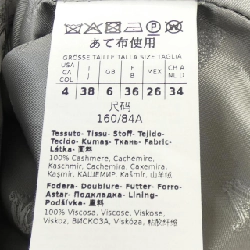 あて布使用
GROSSE TAILLE TALLA SIZE TAGLIA
USA CA COL I J GB F B MEX CH A N L
4 38 6 36 26 34
尺码
160/84A
Tessuto- Tissu- Stoff- Tejido-
Tecido- Kumaş- Ткань- Fabric-
Látka- 面料
100% Cashmere, Cachemire,
Kaschmir, Cachemira, Caxemira,
Kaşmir, КАШЕМИР, Kašmír, 山羊绒
Fodera- Doublure- Futter- Forro-
Astar- Подкладка- Lining-
Podšívka- 里料
100% Viscosa, Viscose, Viskose,
Viskoz, ВИСКОЗА, Viskóza, 粘胶纤维